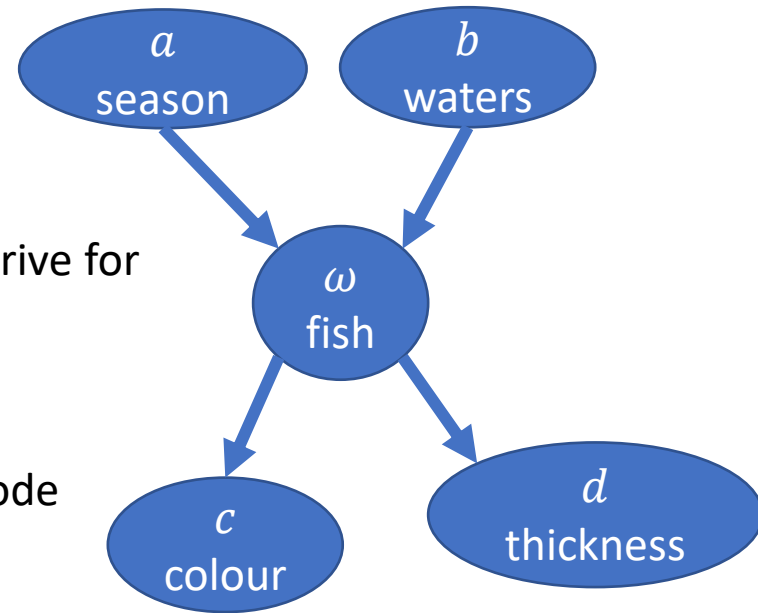 a
season
b
waters
rive for
ω
fish
ode
c
colour
d
thickness